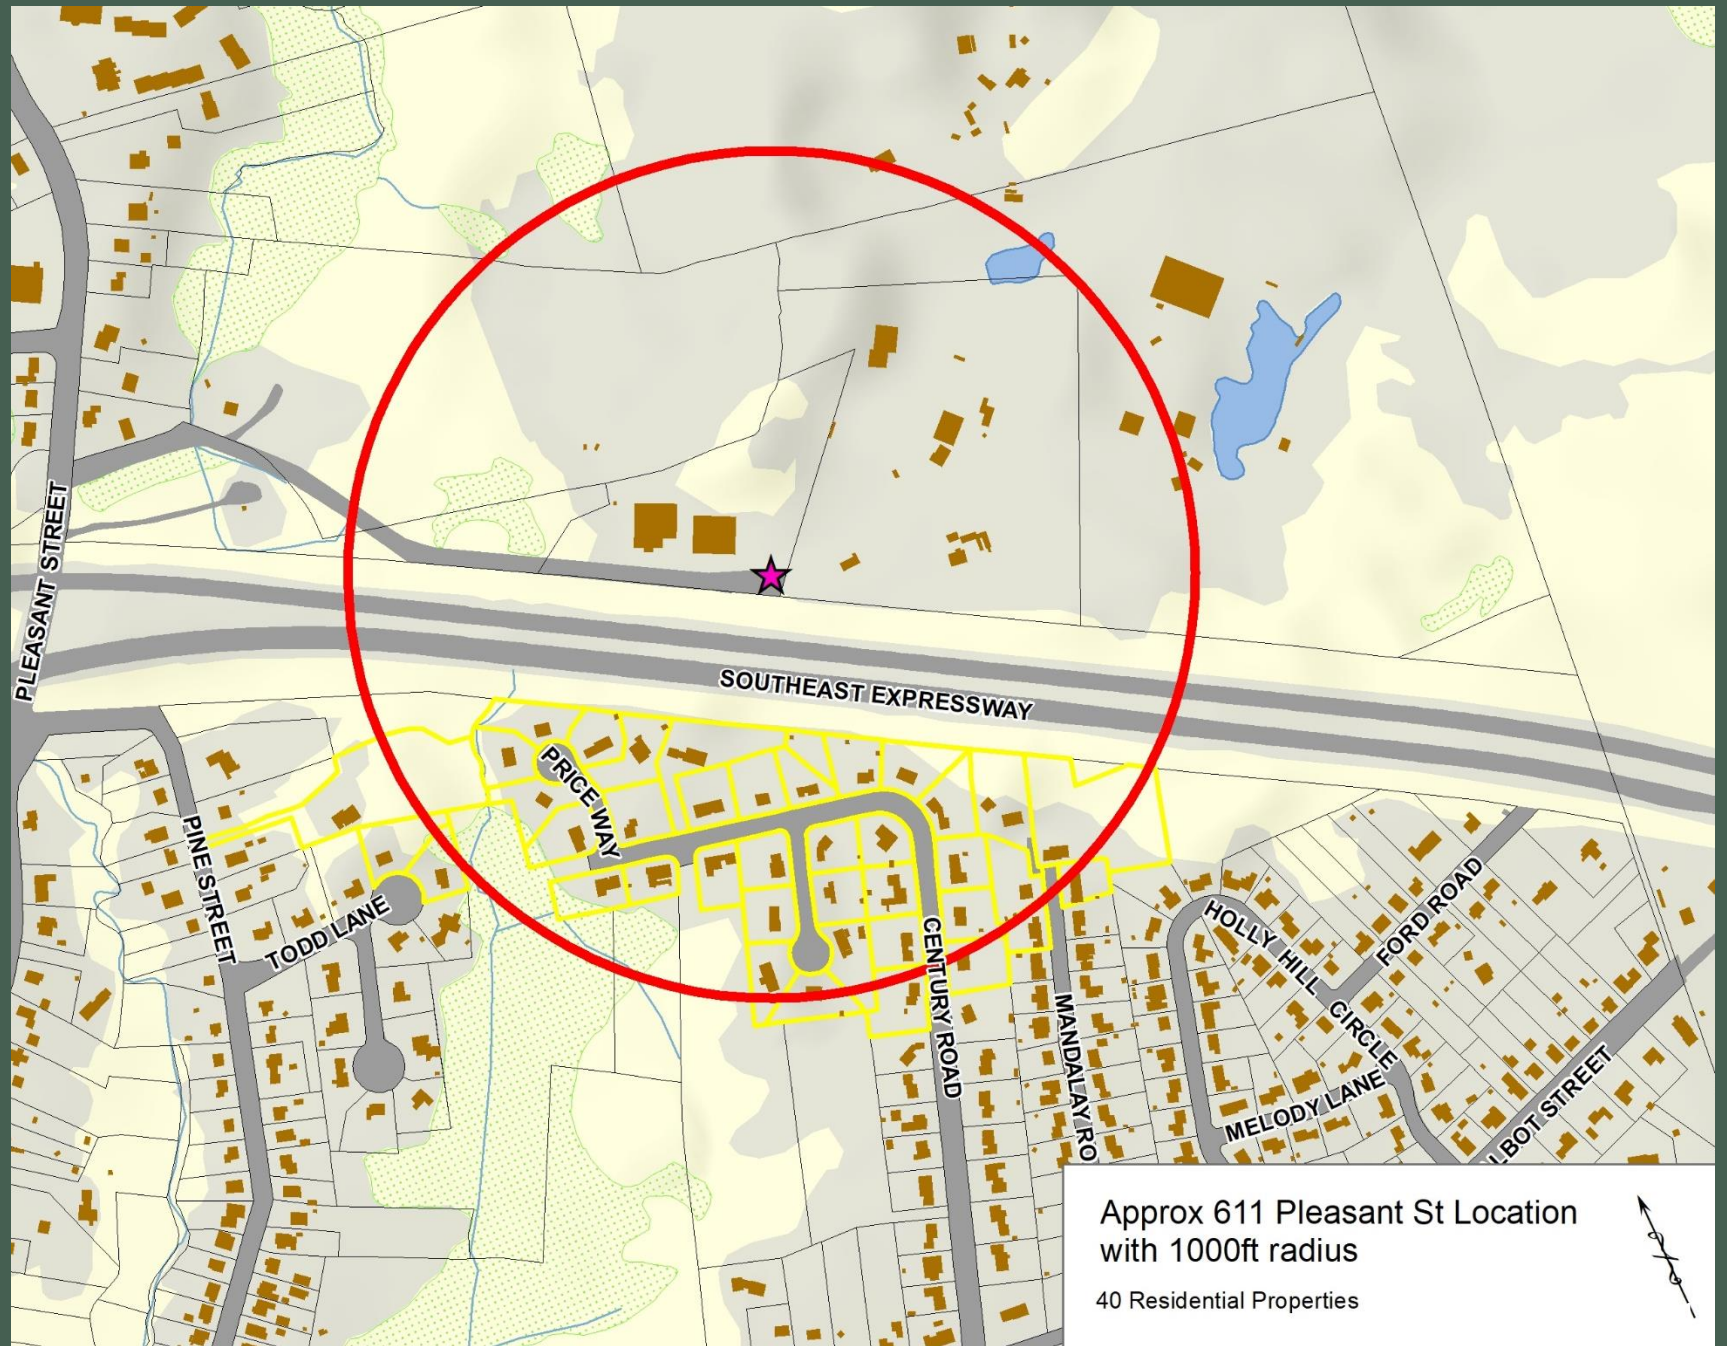 PLEASANT STREET
SOUTHEAST EXPRESSWAY
PRICE WAY
PINE STREET
TODD LANE
CENTURY ROAD
MANDALAY RO
HOLLY HILL CIRCLE
FORD ROAD
MELODY LANE
LBOT STREET
Approx 611 Pleasant St Location
with 1000ft radius
40 Residential Properties